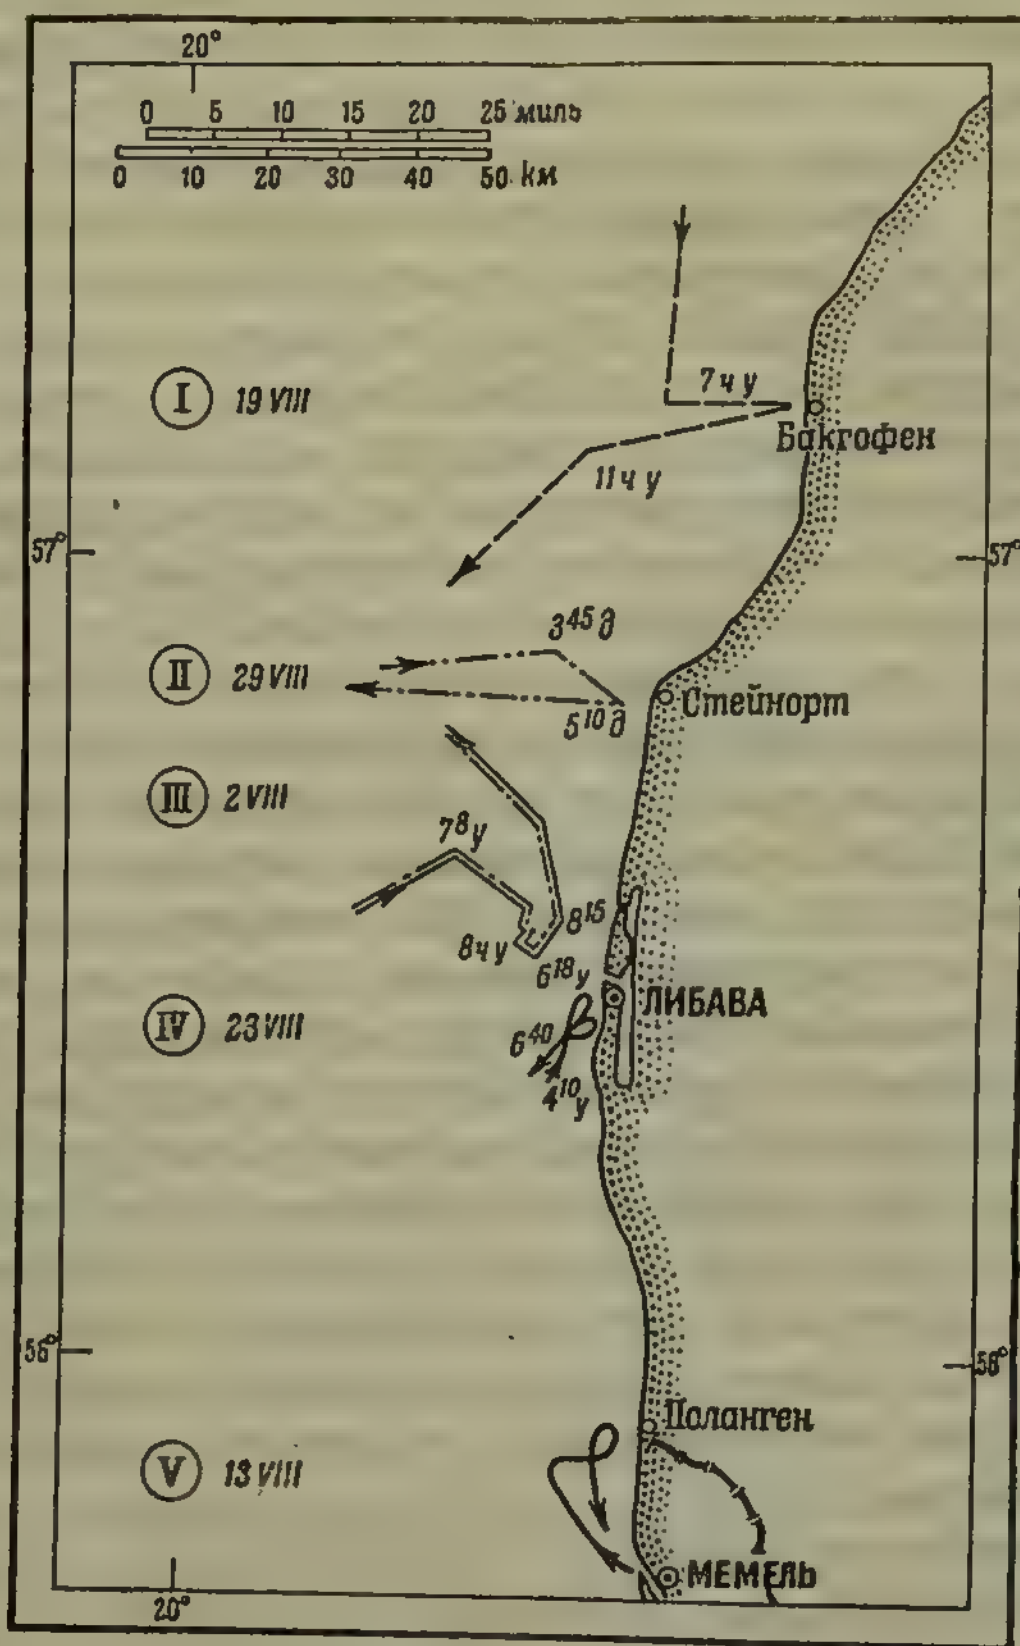 20°
0 5 10 15 20 25 миль
0 10 20 30 40 50 км
I 19 VIII
7 ч у
Бакгофен
11 ч у
57° 57°
3⁴⁵ д
II 29 VIII
Стейнорт
5¹⁰ д
III 2 VIII
7⁸ у
8¹⁵
8 ч у
6¹⁸ у
ЛИБАВА
IV 23 VIII
6⁴⁰
4¹⁰ у
56° 56°
Поланген
V 13 VIII
МЕМЕЛЬ
20°